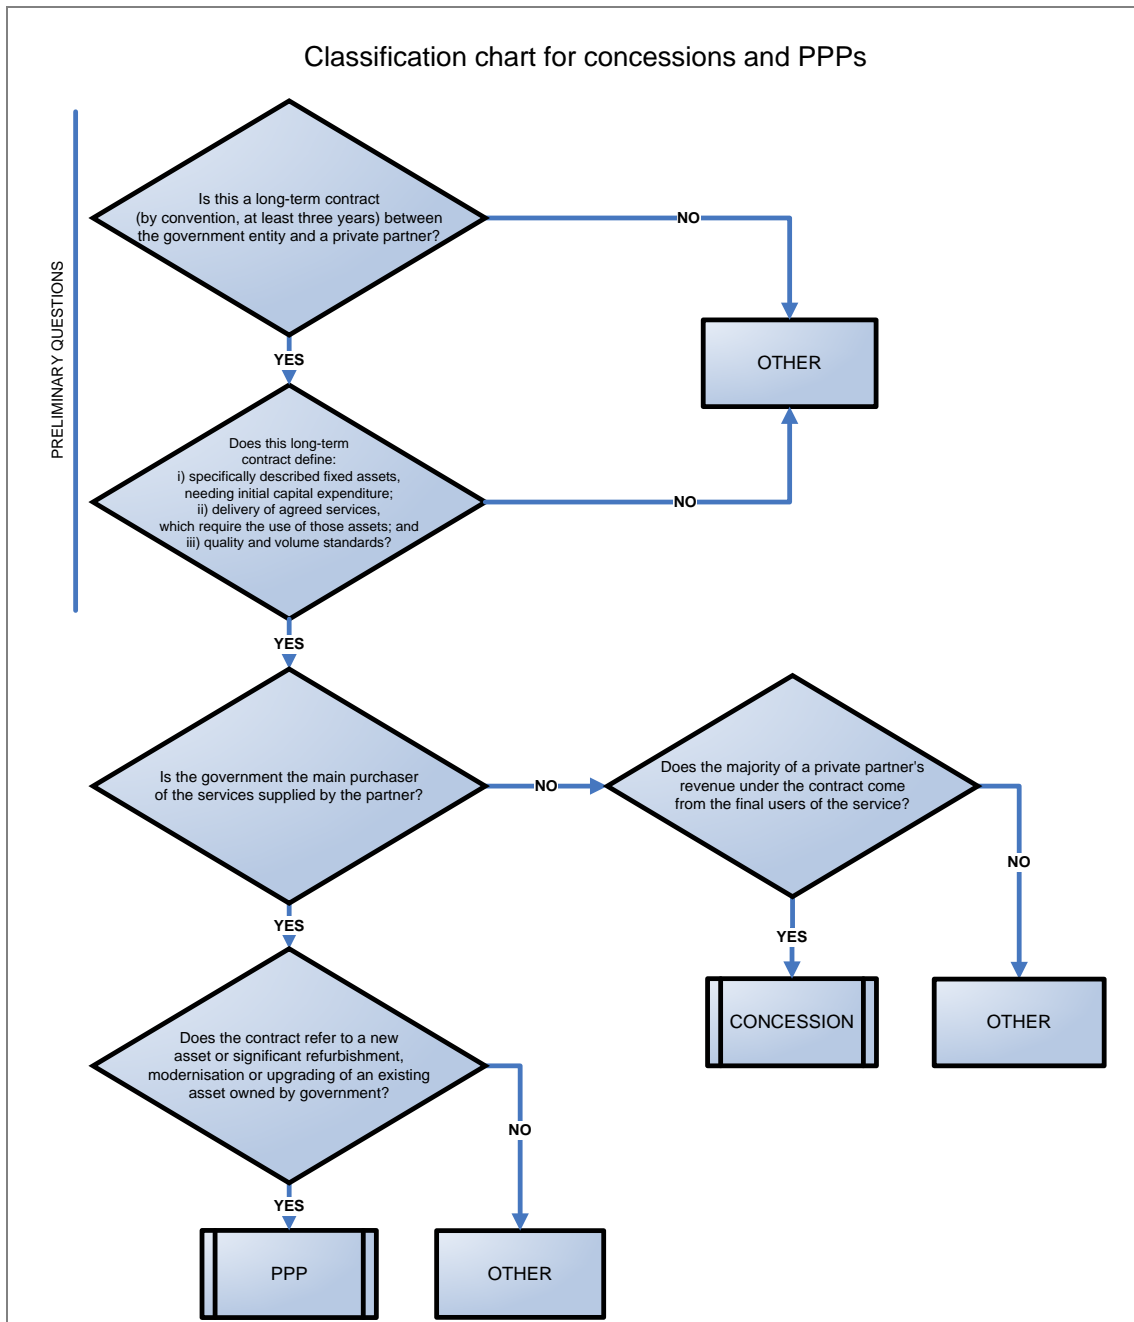 Classification chart for concessions and PPPs
PRELIMINARY QUESTIONS
Is this a long-term contract
(by convention, at least three years) between
the government entity and a private partner?
NO
OTHER
YES
Does this long-term
contract define:
i) specifically described fixed assets,
needing initial capital expenditure;
ii) delivery of agreed services,
which require the use of those assets; and
iii) quality and volume standards?
NO
YES
Is the government the main purchaser
of the services supplied by the partner?
NO
Does the majority of a private partner's
revenue under the contract come
from the final users of the service?
NO
YES
YES
CONCESSION
OTHER
Does the contract refer to a new
asset or significant refurbishment,
modernisation or upgrading of an existing
asset owned by government?
NO
YES
PPP
OTHER